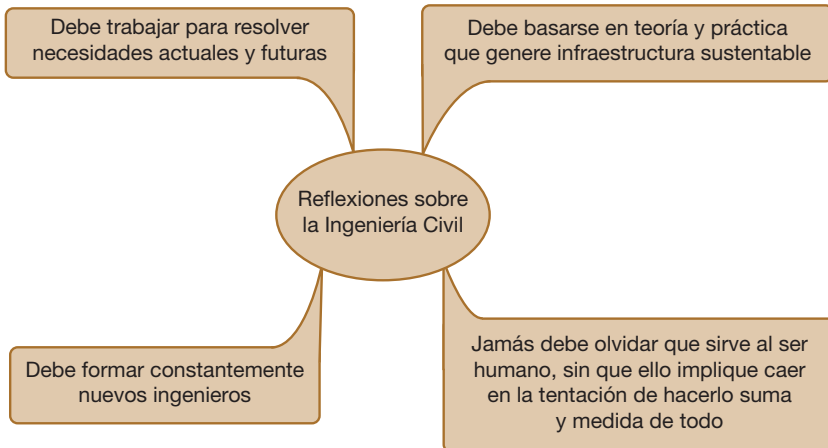 Debe trabajar para resolver
necesidades actuales y futuras
Debe basarse en teoría y práctica
que genere infraestructura sustentable
Reflexiones sobre
la Ingeniería Civil
Debe formar constantemente
nuevos ingenieros
Jamás debe olvidar que sirve al ser
humano, sin que ello implique caer
en la tentación de hacerlo suma
y medida de todo